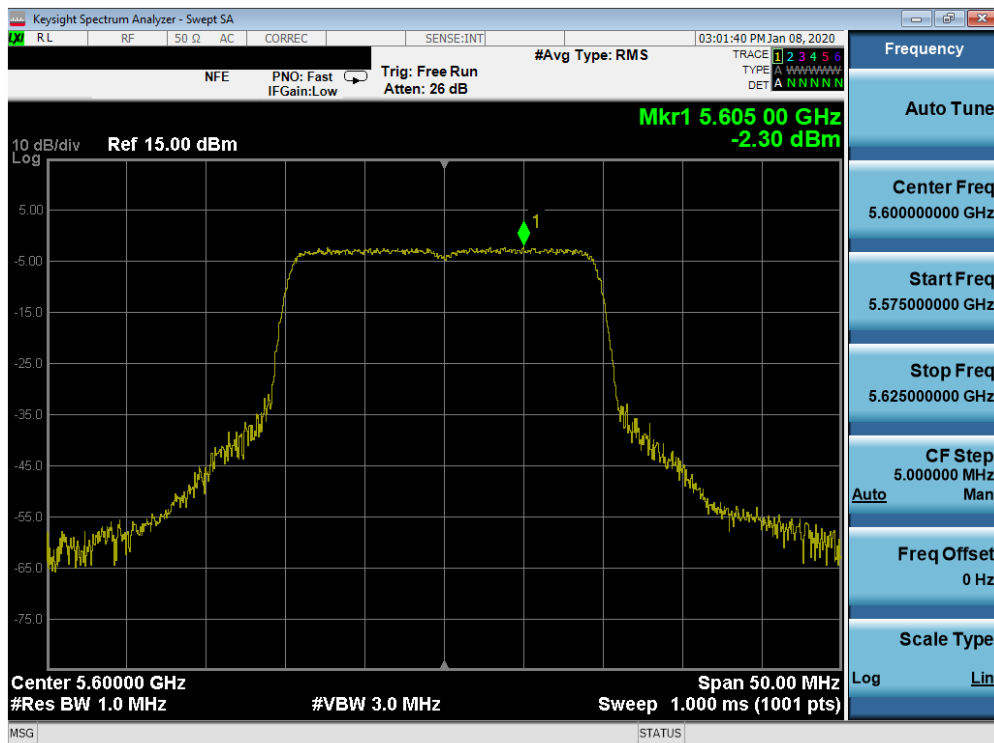 Keysight Spectrum Analyzer - Swept SA
LXI RL RF 50 Ω AC CORREC SENSE:INT 03:01:40 PM Jan 08, 2020
#Avg Type: RMS TRACE 1 2 3 4 5 6
NFE PNO: Fast Trig: Free Run TYPE A WWWWW
IFGain:Low Atten: 26 dB DET A N N N N N
Mkr1 5.605 00 GHz
10 dB/div Ref 15.00 dBm -2.30 dBm
Log
1
5.00
-5.00
-15.0
-25.0
-35.0
-45.0
-55.0
-65.0
-75.0
Center 5.60000 GHz Span 50.00 MHz
#Res BW 1.0 MHz #VBW 3.0 MHz Sweep 1.000 ms (1001 pts)
MSG STATUS
Frequency
Auto Tune
Center Freq
5.600000000 GHz
Start Freq
5.575000000 GHz
Stop Freq
5.625000000 GHz
CF Step
5.000000 MHz
Auto Man
Freq Offset
0 Hz
Scale Type
Log Lin